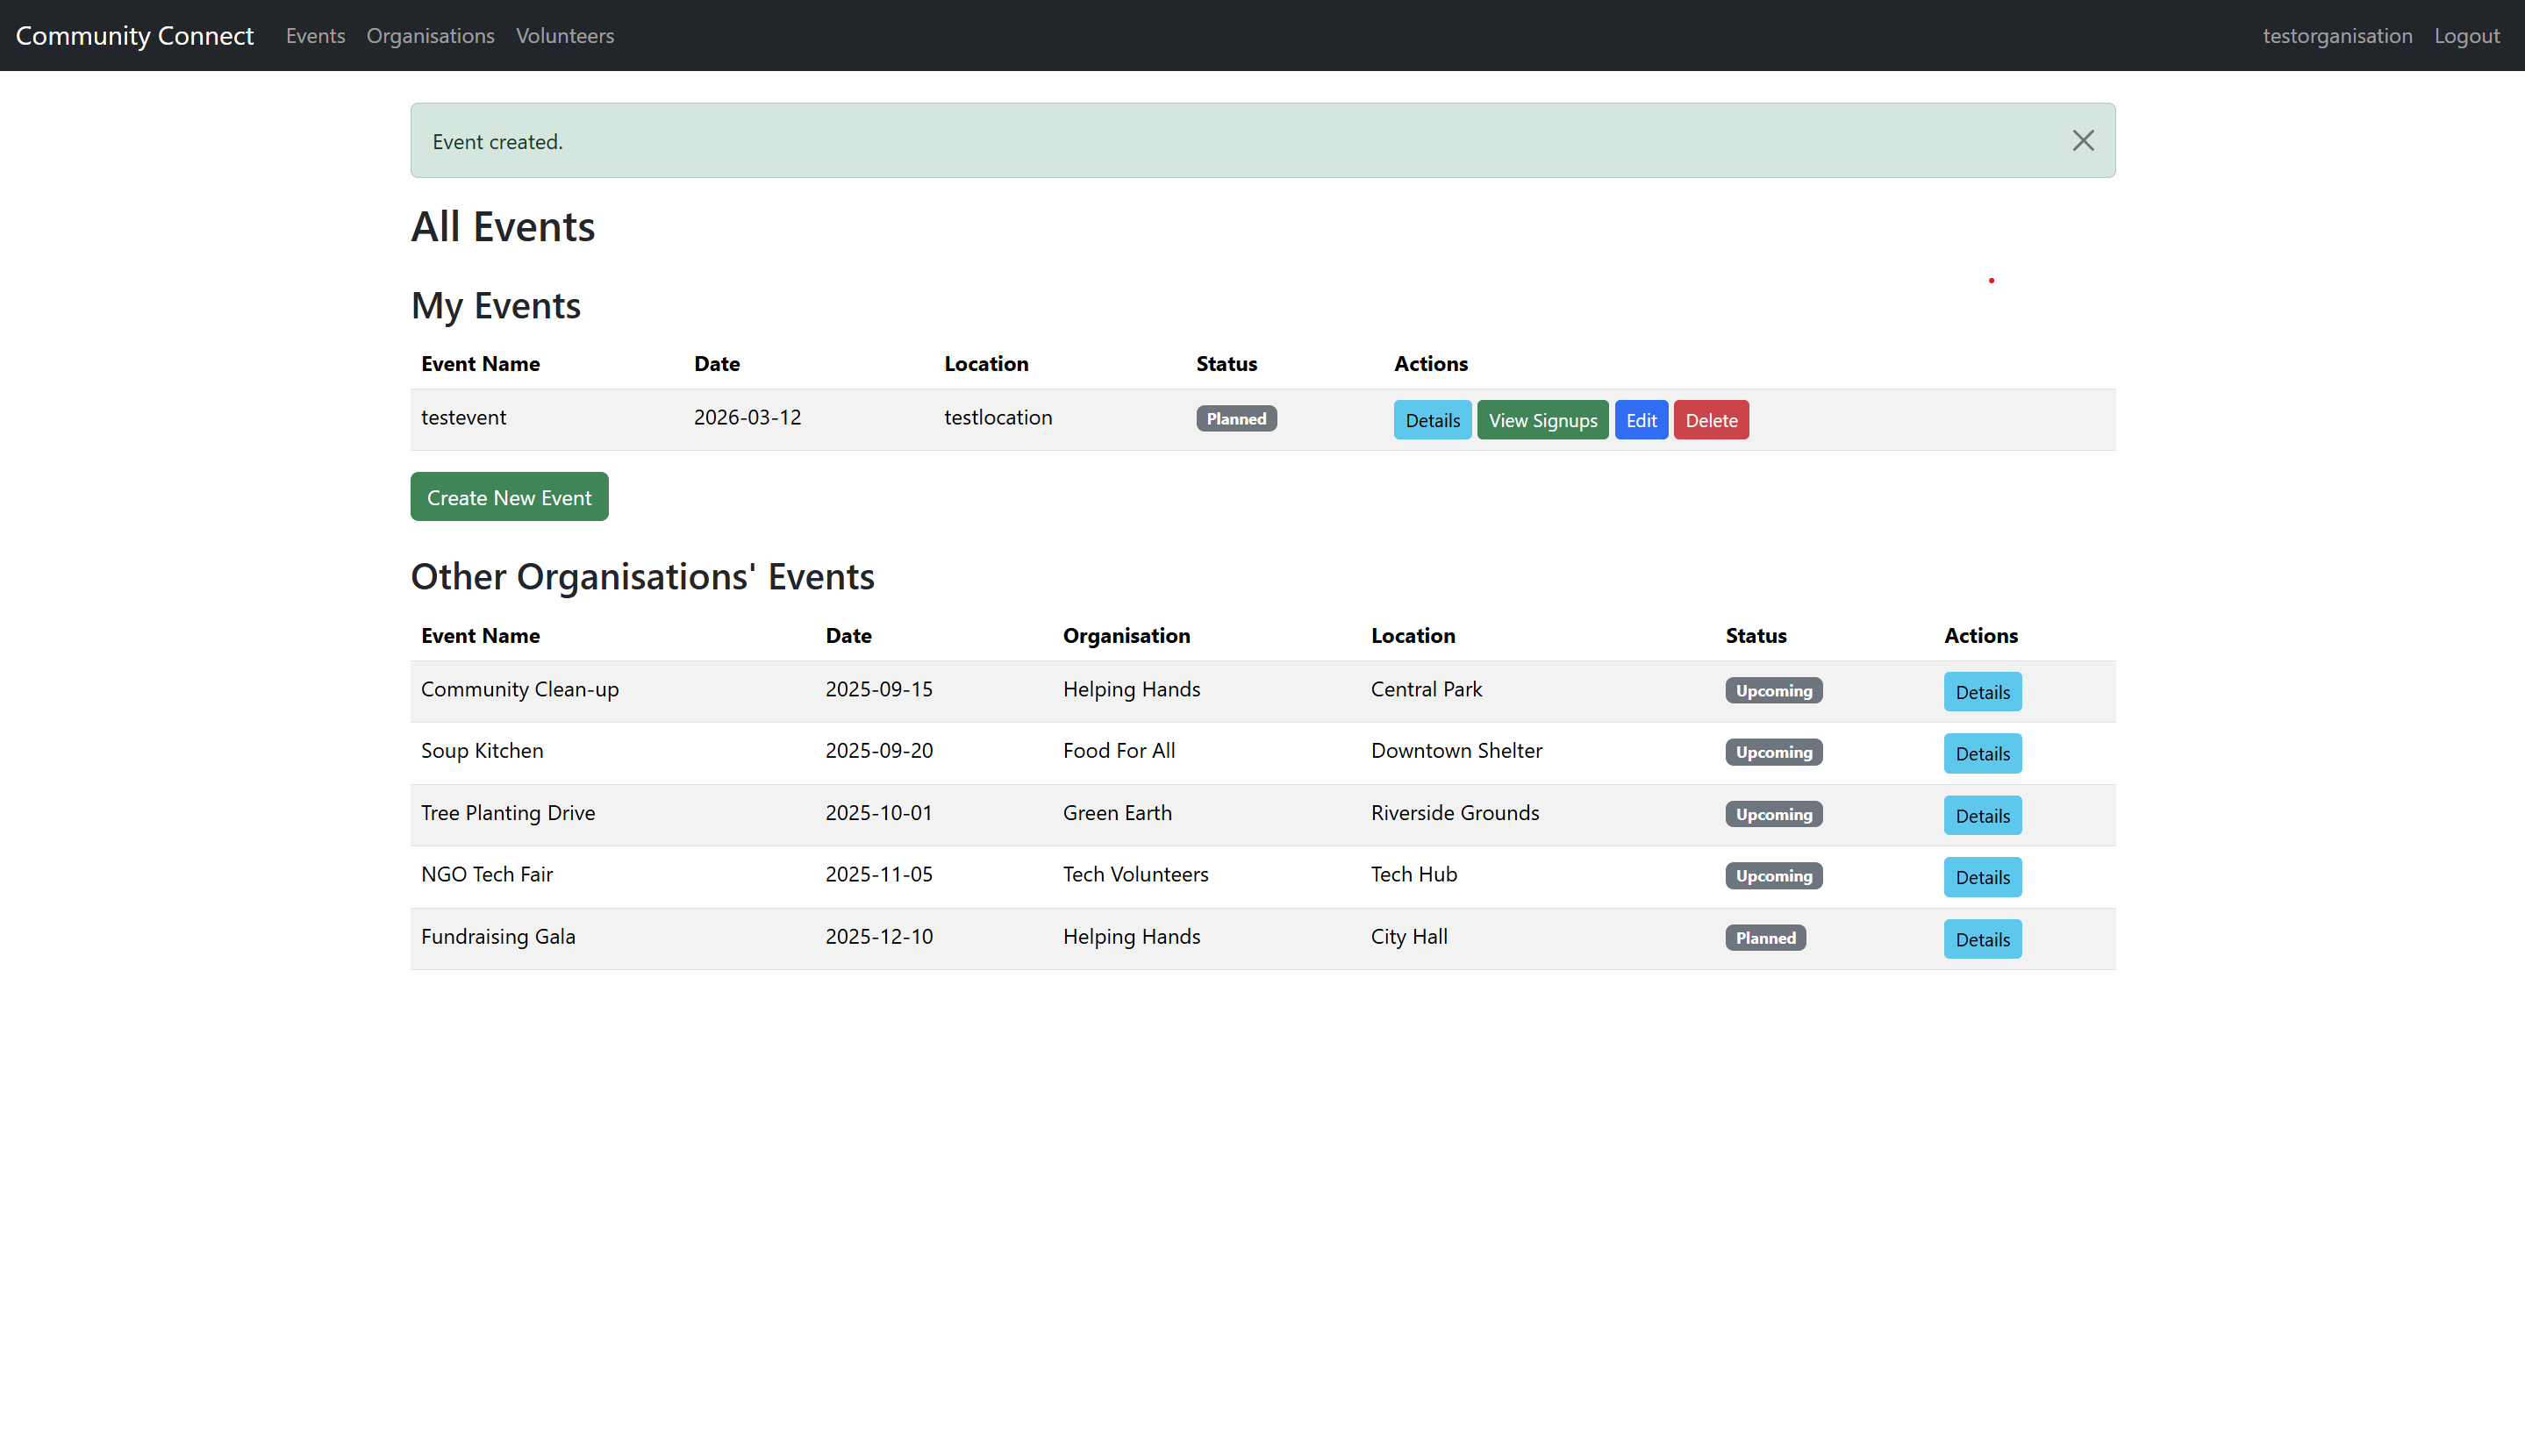 Community Connect Events Organisations Volunteers testorganisation Logout
Event created.
All Events
My Events
Event Name Date Location Status Actions
testevent 2026-03-12 testlocation Planned Details View Signups Edit Delete
Create New Event
Other Organisations' Events
Event Name Date Organisation Location Status Actions
Community Clean-up 2025-09-15 Helping Hands Central Park Upcoming Details
Soup Kitchen 2025-09-20 Food For All Downtown Shelter Upcoming Details
Tree Planting Drive 2025-10-01 Green Earth Riverside Grounds Upcoming Details
NGO Tech Fair 2025-11-05 Tech Volunteers Tech Hub Upcoming Details
Fundraising Gala 2025-12-10 Helping Hands City Hall Planned Details